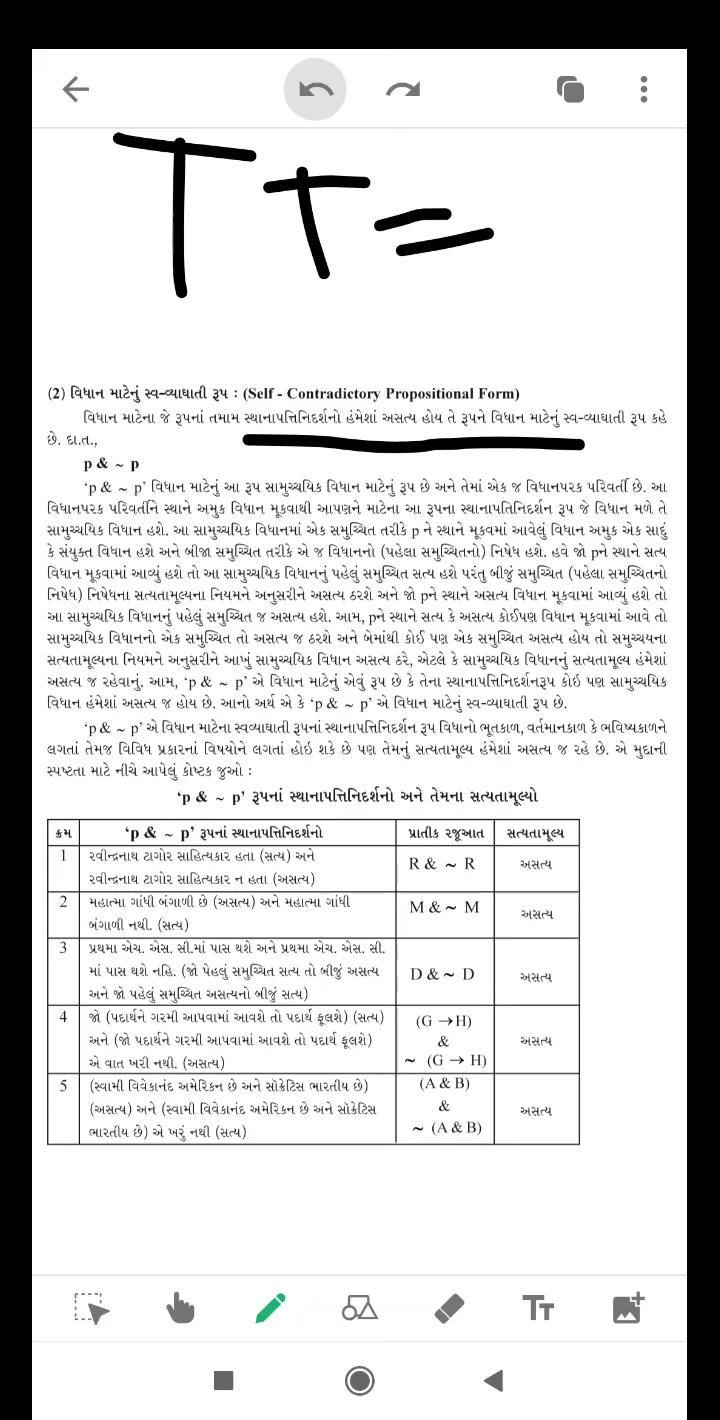 T T =
(2) વિધાન માટેનું સ્વ-વ્યાઘાતી રૂપ : (Self - Contradictory Propositional Form)
વિધાન માટેના જે રૂપનાં તમામ સ્થાનાપત્તિનિદર્શનો હંમેશાં અસત્ય હોય તે રૂપને વિધાન માટેનું સ્વ-વ્યાઘાતી રૂપ કહે
છે. દા.ત.,
p & ~ p
‘p & ~ p’ વિધાન માટેનું આ રૂપ સામુચ્ચયિક વિધાન માટેનું રૂપ છે અને તેમાં એક જ વિધાનપરક પરિવર્તી છે. આ
વિધાનપરક પરિવર્તીને સ્થાને અમુક વિધાન મૂકવાથી આપણને માટેના આ રૂપના સ્થાનાપત્તિનિદર્શન રૂપ જે વિધાન મળે તે
સામુચ્ચયિક વિધાન હશે. આ સામુચ્ચયિક વિધાનમાં એક સમુચ્ચિત તરીકે p ને સ્થાને મૂકવમાં આવેલું વિધાન અમુક એક સાદું
કે સંયુક્ત વિધાન હશે અને બીજા સમુચ્ચિત તરીકે એ જ વિધાનનો (પહેલા સમુચ્ચિતનો) નિષેધ હશે. હવે જો pને સ્થાને સત્ય
વિધાન મૂકવામાં આવ્યું હશે તો આ સામુચ્ચયિક વિધાનનું પહેલું સમુચ્ચિત સત્ય હશે પરંતુ બીજું સમુચ્ચિત (પહેલા સમુચ્ચિતનો
નિષેધ) નિષેધના સત્યતામૂલ્યના નિયમને અનુસરીને અસત્ય ઠરશે અને જો pને સ્થાને અસત્ય વિધાન મૂકવામાં આવ્યું હશે તો
આ સામુચ્ચયિક વિધાનનું પહેલું સમુચ્ચિત જ અસત્ય હશે. આમ, pને સ્થાને સત્ય કે અસત્ય કોઈપણ વિધાન મૂકવામાં આવે તો
સામુચ્ચયિક વિધાનનો એક સમુચ્ચિત તો અસત્ય જ ઠરશે અને બેમાંથી કોઈ પણ એક સમુચ્ચિત અસત્ય હોય તો સમુચ્ચયના
સત્યતામૂલ્યના નિયમને અનુસરીને આખું સામુચ્ચયિક વિધાન અસત્ય ઠરે, એટલે કે સામુચ્ચયિક વિધાનનું સત્યતામૂલ્ય હંમેશાં
અસત્ય જ રહેવાનું. આમ, ‘p & ~ p’ એ વિધાન માટેનું એવું રૂપ છે કે તેના સ્થાનાપત્તિનિદર્શનરૂપ કોઇ પણ સામુચ્ચયિક
વિધાન હંમેશાં અસત્ય જ હોય છે. આનો અર્થ એ કે ‘p & ~ p’ એ વિધાન માટેનું સ્વ-વ્યાઘાતી રૂપ છે.
‘p & ~ p’ એ વિધાન માટેના સ્વવ્યાઘાતી રૂપનાં સ્થાનાપત્તિનિદર્શન રૂપ વિધાનો ભૂતકાળ, વર્તમાનકાળ કે ભવિષ્યકાળને
લગતાં તેમજ વિવિધ પ્રકારનાં વિષયોને લગતાં હોઇ શકે છે પણ તેમનું સત્યતામૂલ્ય હંમેશાં અસત્ય જ રહે છે. એ મુદ્દાની
સ્પષ્ટતા માટે નીચે આપેલું કોષ્ટક જુઓ :
‘p & ~ p’ રૂપનાં સ્થાનાપત્તિનિદર્શનો અને તેમના સત્યતામૂલ્યો
ક્રમ ‘p & ~ p’ રૂપનાં સ્થાનાપત્તિનિદર્શનો પ્રાતીક રજૂઆત સત્યતામૂલ્ય
1 રવીન્દ્રનાથ ટાગોર સાહિત્યકાર હતા (સત્ય) અને
રવીન્દ્રનાથ ટાગોર સાહિત્યકાર ન હતા (અસત્ય) R & ~ R અસત્ય
2 મહાત્મા ગાંધી બંગાળી છે (અસત્ય) અને મહાત્મા ગાંધી
બંગાળી નથી. (સત્ય) M & ~ M અસત્ય
3 પ્રથમા એચ. એસ. સી.માં પાસ થશે અને પ્રથમા એચ. એસ. સી.
માં પાસ થશે નહિ. (જો પેહલું સમુચ્ચિત સત્ય તો બીજું અસત્ય D & ~ D અસત્ય
અને જો પહેલું સમુચ્ચિત અસત્યનો બીજું સત્ય)
4 જો (પદાર્થને ગરમી આપવામાં આવશે તો પદાર્થ ફૂલશે) (સત્ય) (G → H)
અને (જો પદાર્થને ગરમી આપવામાં આવશે તો પદાર્થ ફૂલશે) & અસત્ય
એ વાત ખરી નથી. (અસત્ય) ~ (G → H)
5 (સ્વામી વિવેકાનંદ અમેરિકન છે અને સૉક્રેટિસ ભારતીય છે) (A & B)
(અસત્ય) અને (સ્વામી વિવેકાનંદ અમેરિકન છે અને સૉક્રેટિસ & અસત્ય
ભારતીય છે) એ ખરું નથી (સત્ય) ~ (A & B)
TT